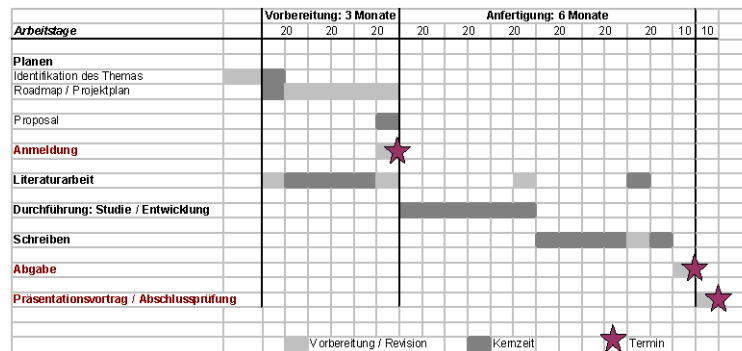 Vorbereitung: 3 Monate Anfertigung: 6 Monate
Arbeitstage 20 20 20 20 20 20 20 20 20 10 10
Planen
Identifikation des Themas
Roadmap / Projektplan
Proposal
Anmeldung
Literaturarbeit
Durchführung: Studie / Entwicklung
Schreiben
Abgabe
Präsentationsvortrag / Abschlussprüfung
Vorbereitung / Revision Kernzeit Termin